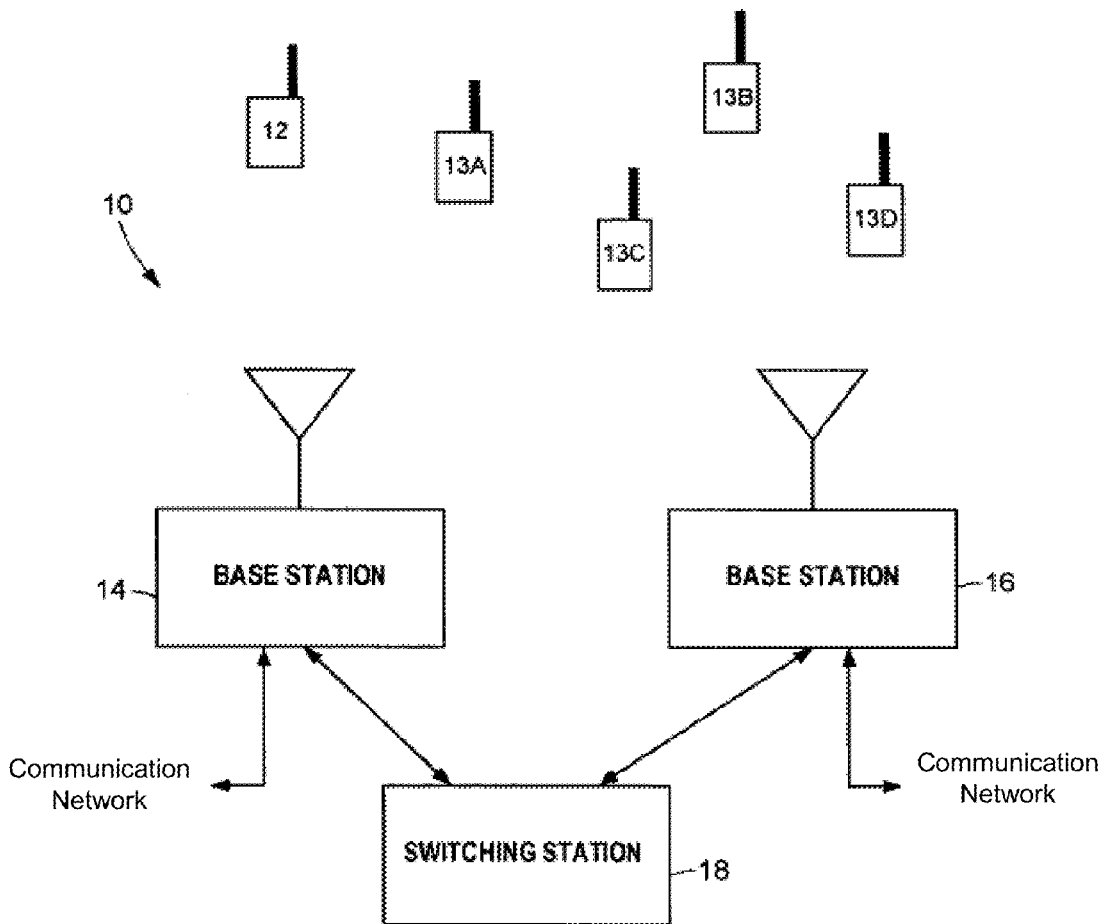 12
13A
13B
13C
13D
10
BASE STATION
14
BASE STATION
16
Communication
Network
Communication
Network
SWITCHING STATION
18